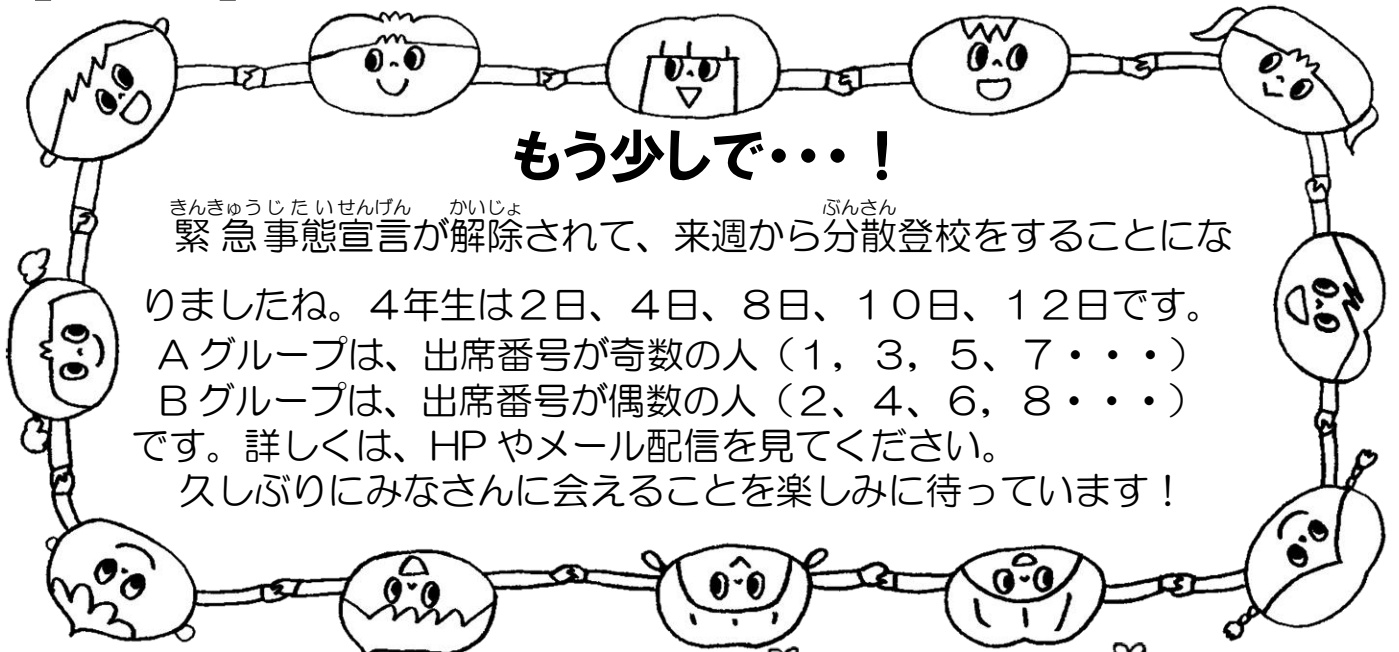 もう少しで・・・！
きんきゅうじたいせんげん かいじょ ぶんさん
緊急事態宣言が解除されて、来週から分散登校をすることにな
りましたね。４年生は２日、４日、８日、１０日、１２日です。
Aグループは、出席番号が奇数の人（１，３，５、７・・・）
Bグループは、出席番号が偶数の人（２、４、６，８・・・）
です。詳しくは、HPやメール配信を見てください。
久しぶりにみなさんに会えることを楽しみに待っています！